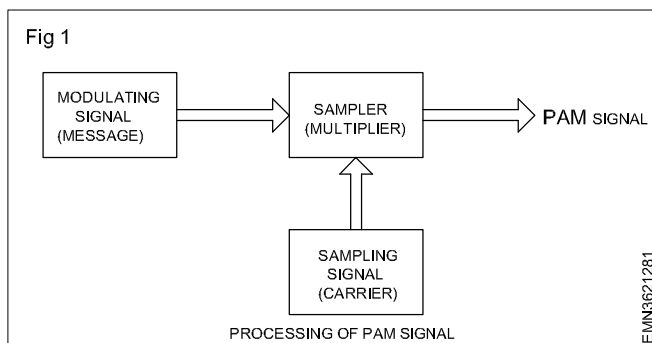 Fig 1
MODULATING
SIGNAL
(MESSAGE)
SAMPLER
(MULTIPLIER)
PAM SIGNAL
SAMPLING
SIGNAL
(CARRIER)
PROCESSING OF PAM SIGNAL
EMN3621281